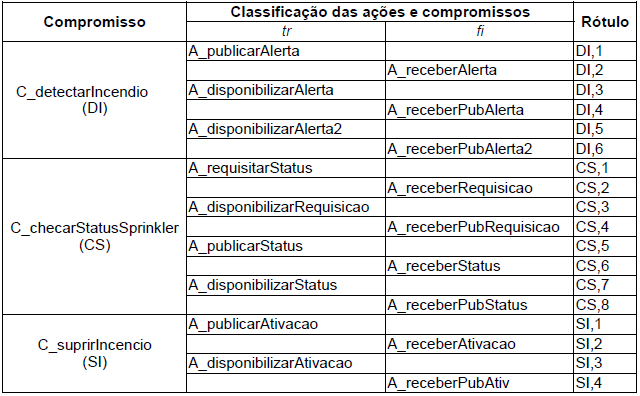 Compromisso
Classificação das ações e compromissos
Rótulo
tr
fi
C_detectarIncendio
(DI)
A_publicarAlerta
DI,1
A_receberAlerta
DI,2
A_disponibilizarAlerta
DI,3
A_receberPubAlerta
DI,4
A_disponibilizarAlerta2
DI,5
A_receberPubAlerta2
DI,6
C_checarStatusSprinkler
(CS)
A_requisitarStatus
CS,1
A_receberRequisicao
CS,2
A_disponibilizarRequisicao
CS,3
A_receberPubRequisicao
CS,4
A_publicarStatus
CS,5
A_receberStatus
CS,6
A_disponibilizarStatus
CS,7
A_receberPubStatus
CS,8
C_suprirIncencio
(SI)
A_publicarAtivacao
SI,1
A_receberAtivacao
SI,2
A_disponibilizarAtivacao
SI,3
A_receberPubAtiv
SI,4